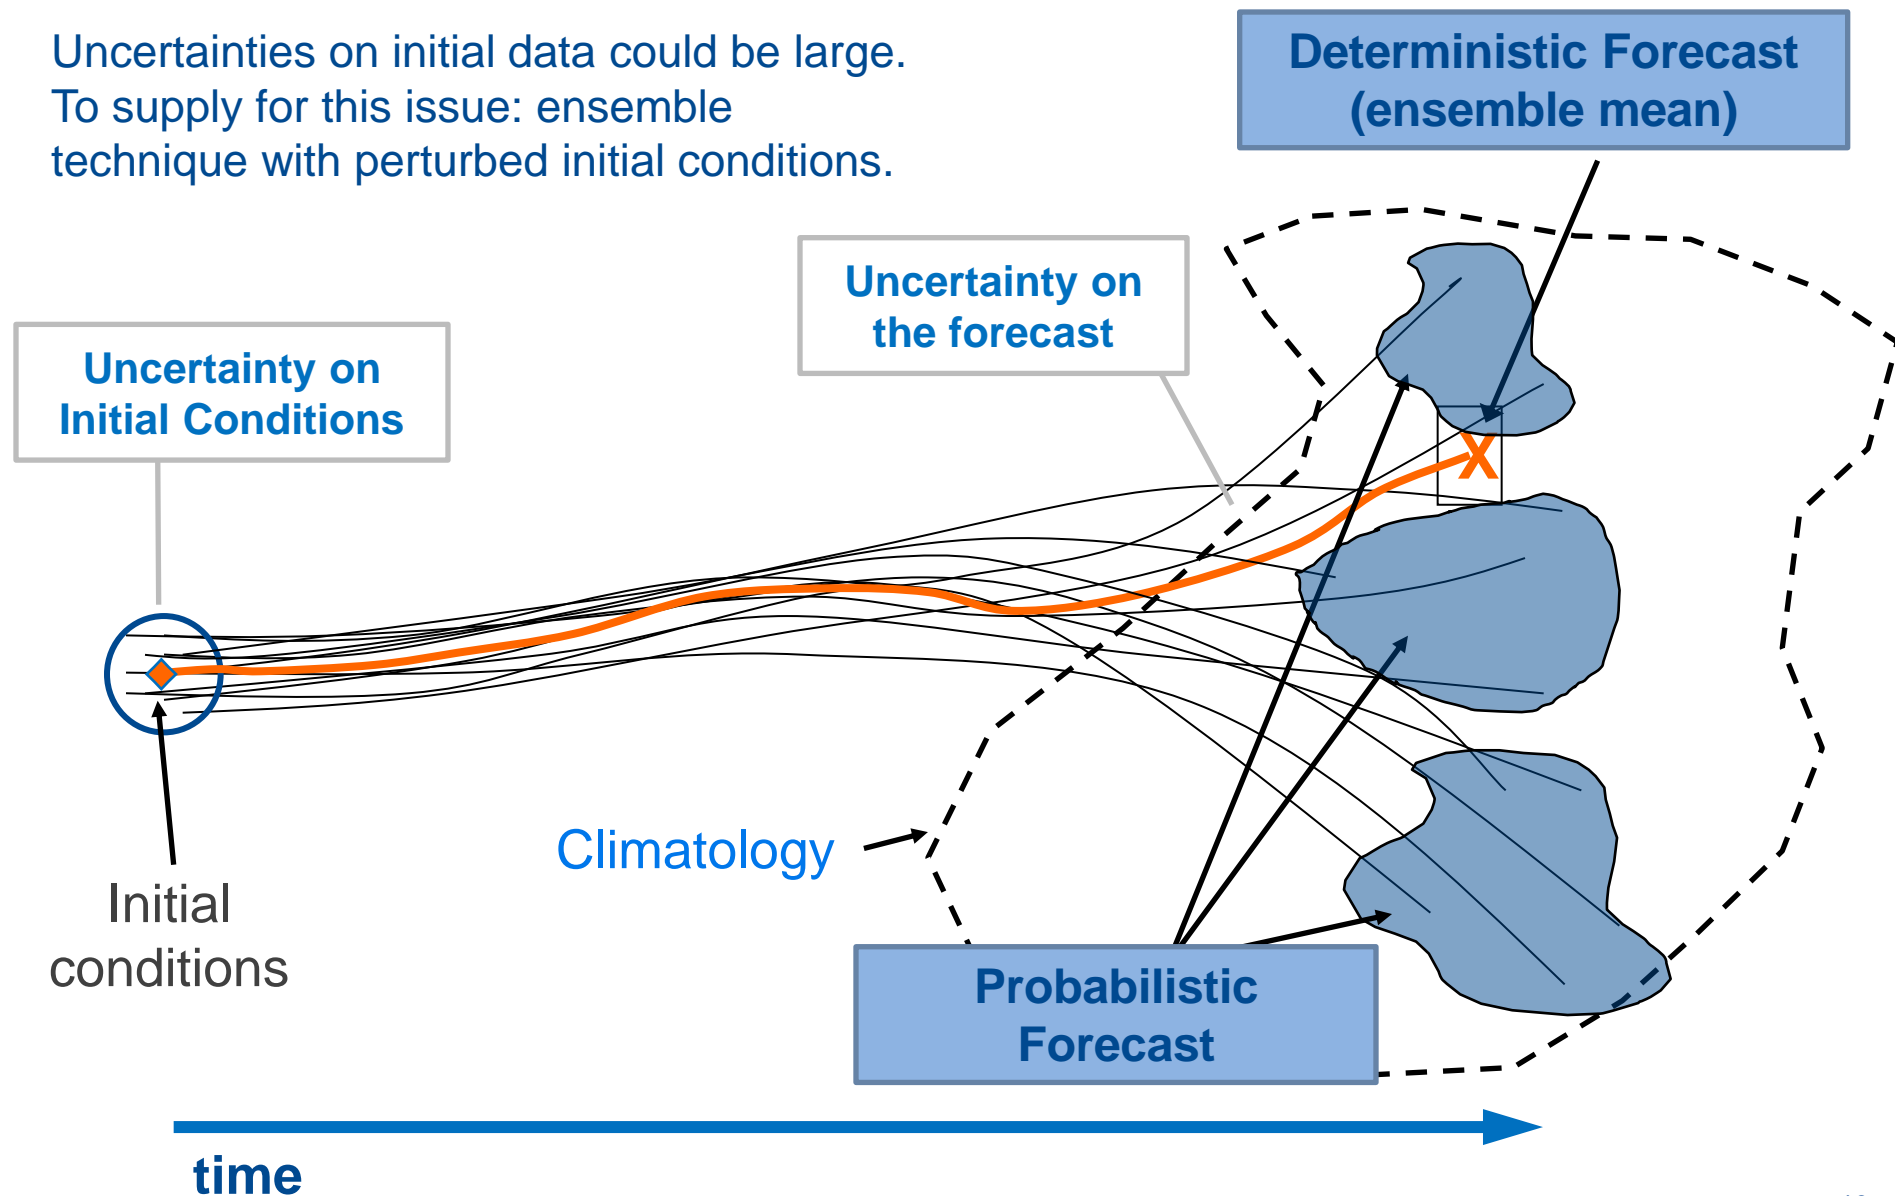 Uncertainties on initial data could be large.
To supply for this issue: ensemble
technique with perturbed initial conditions.
Deterministic Forecast
(ensemble mean)
Uncertainty on
the forecast
Uncertainty on
Initial Conditions
X
Climatology
Initial
conditions
Probabilistic
Forecast
time